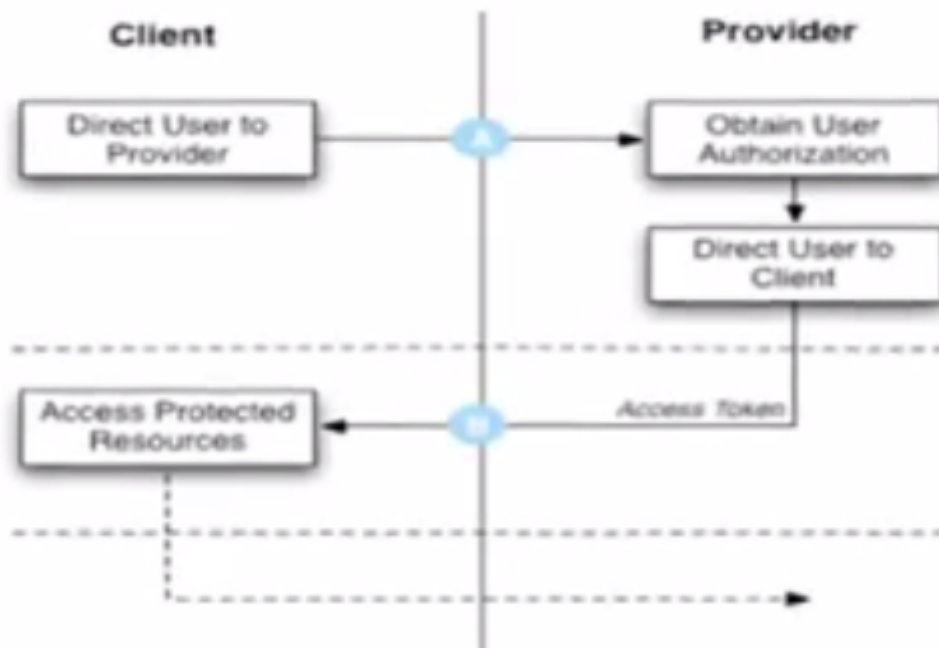 Client
Provider
Direct User to
Provider
A
Obtain User
Authorization
Direct User to
Client
Access Protected
Resources
B
Access Token